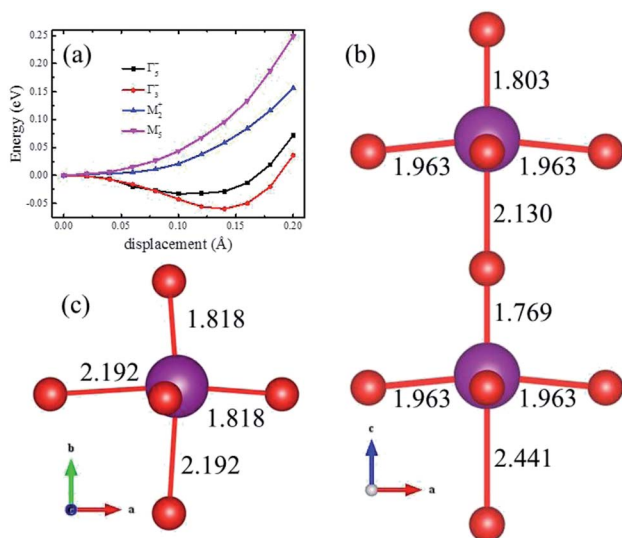 (a)
Γ₅⁻
Γ₃⁻
M₂⁺
M₅⁻
Energy (eV)
0.25
0.20
0.15
0.10
0.05
0.00
-0.05
0.00 0.05 0.10 0.15 0.20
displacement (Å)
(b)
1.803
1.963 1.963
2.130
1.769
1.963 1.963
2.441
c
a
(c)
1.818
2.192
1.818
2.192
b
c a